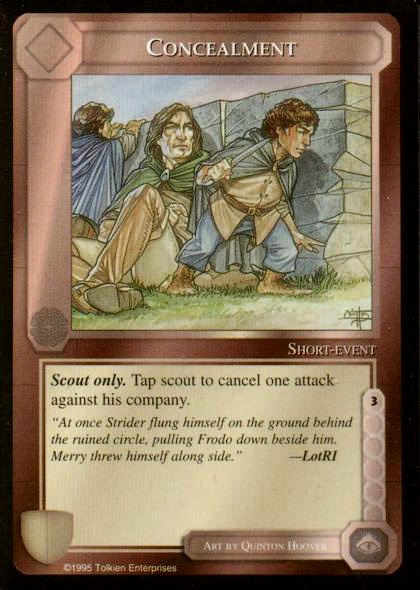 CONCEALMENT
SHORT-EVENT
Scout only. Tap scout to cancel one attack
against his company.
3
“At once Strider flung himself on the ground behind
the ruined circle, pulling Frodo down beside him.
Merry threw himself along side.” —LotRI
ART BY QUINTON HOOVER
©1995 Tolkien Enterprises